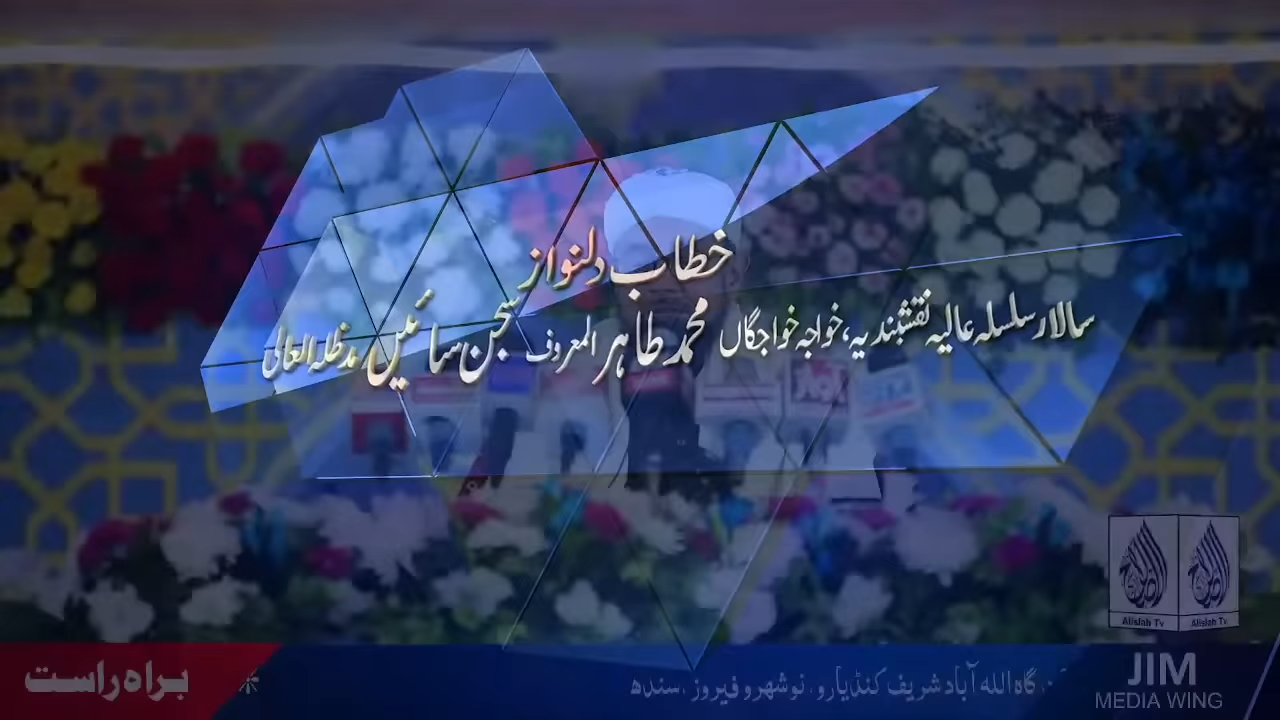 خطاب دلنواز
سالار سلسلہ عالیہ نقشبندیہ، خواجہ خواجگاں محمد طاہر المعروف سجن سائیں مدظلہ العالی
Alislah Tv Alislah Tv
براہ راست
گاہ اللہ آباد شریف کنڈیارو، نوشہرو فیروز، سندھ
JIM
MEDIA WING